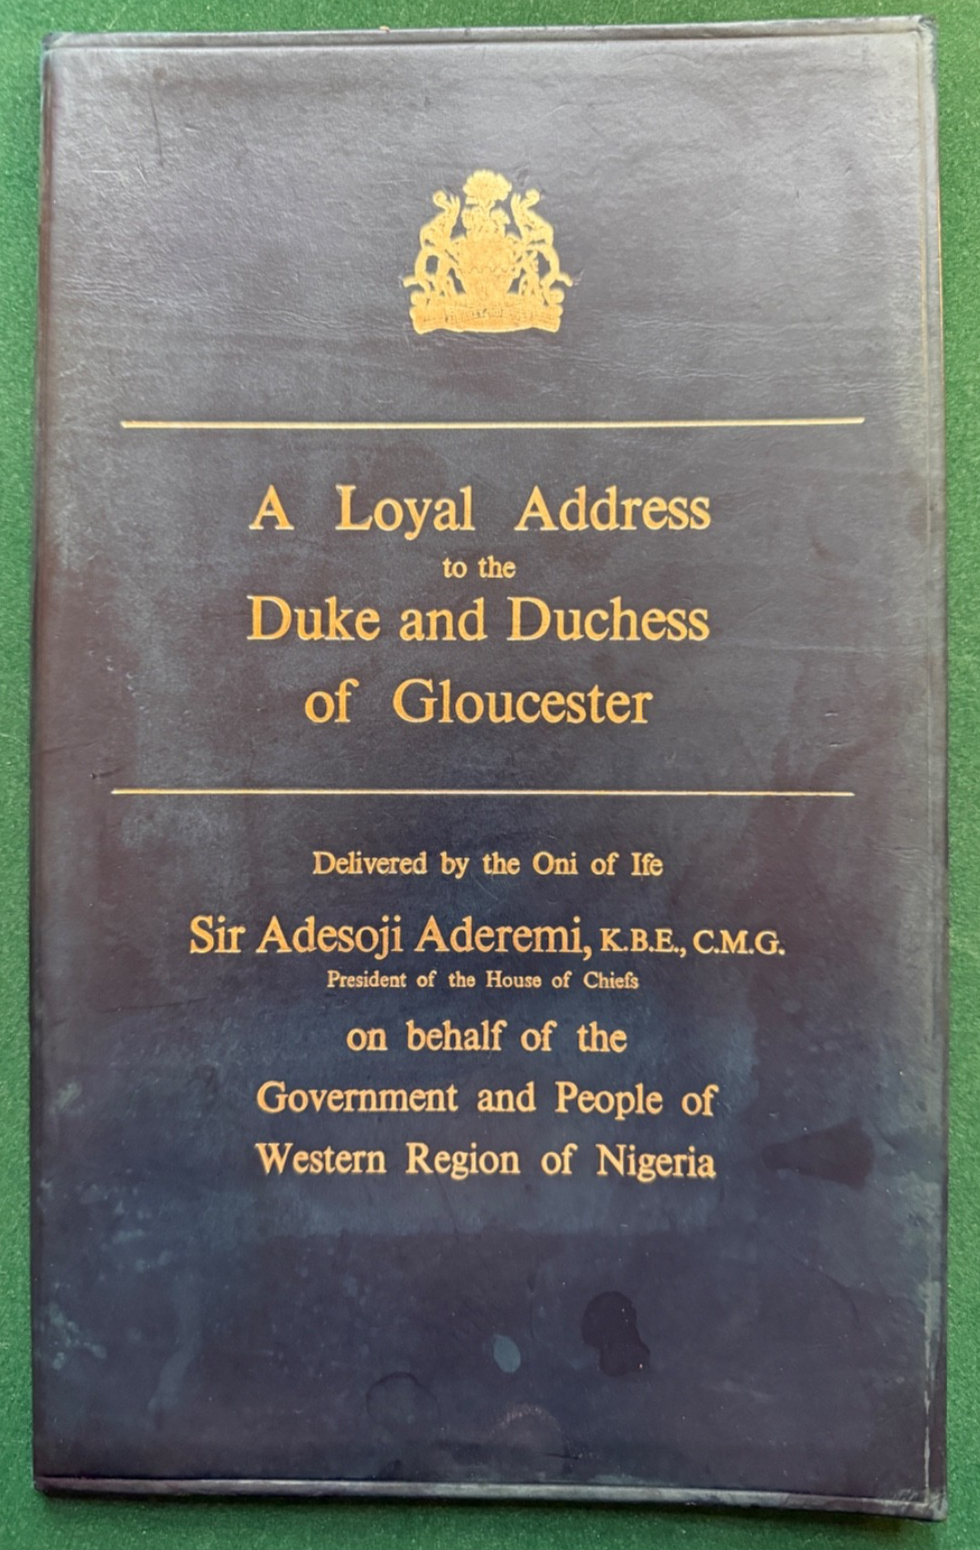 A Loyal Address
to the
Duke and Duchess
of Gloucester
Delivered by the Oni of Ife
Sir Adesoji Aderemi, K.B.E., C.M.G.
President of the House of Chiefs
on behalf of the
Government and People of
Western Region of Nigeria